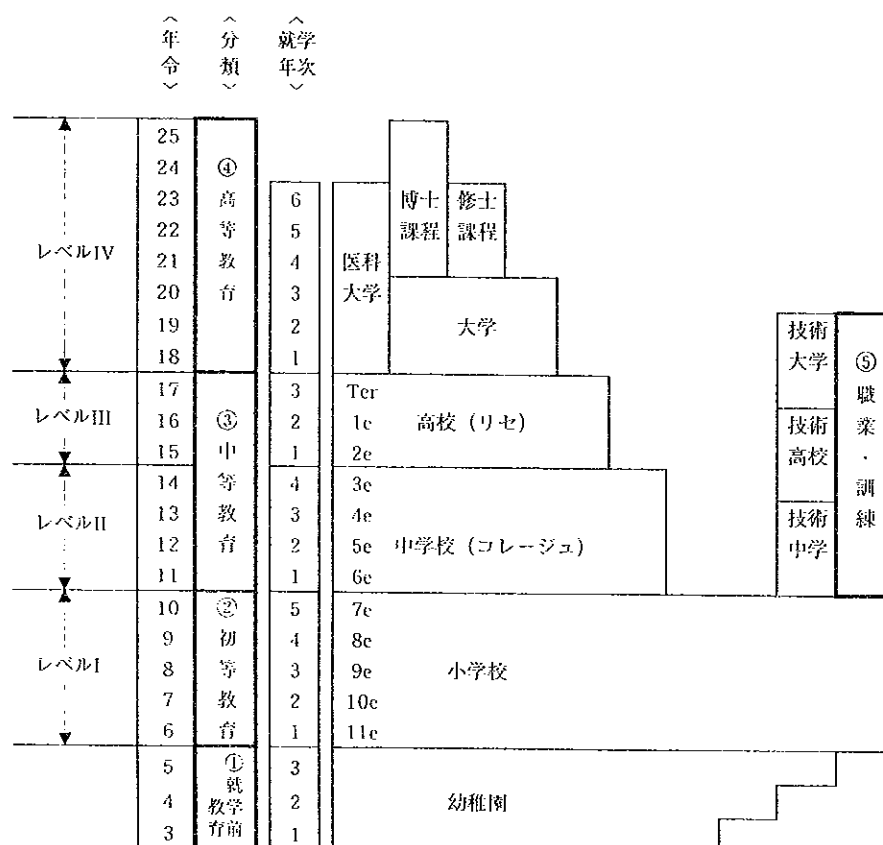 〈年令〉 〈分類〉 〈就学年次〉
レベルIV
レベルIII
レベルII
レベルI
25
24
23
22
21
20
19
18
17
16
15
14
13
12
11
10
9
8
7
6
5
4
3
④高等教育
③中等教育
②初等教育
①就学前教育
6
5
4
3
2
1
3
2
1
4
3
2
1
5
4
3
2
1
3
2
1
医科
大学
博士
課程
修士
課程
大学
Ter
1e
2e
高校（リセ）
3e
4e
5e
6e
中学校（コレージュ）
7e
8e
9e
10e
11e
小学校
幼稚園
技術
大学
技術
高校
技術
中学
⑤職業・訓練